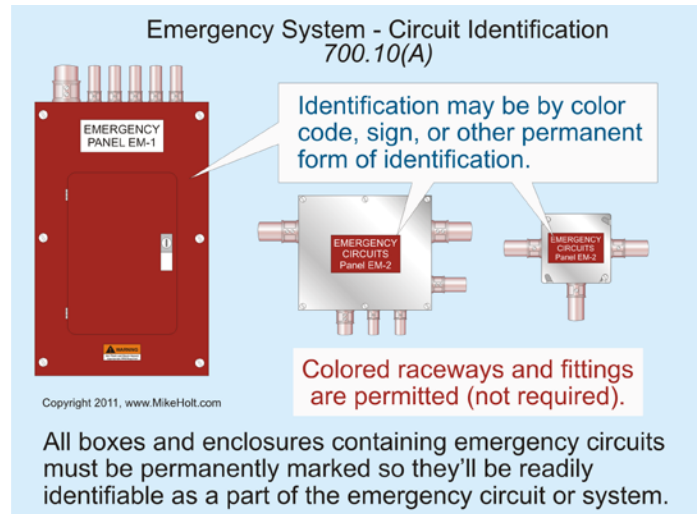 Emergency System - Circuit Identification
700.10(A)
EMERGENCY
PANEL EM-1
Identification may be by color
code, sign, or other permanent
form of identification.
EMERGENCY
CIRCUITS
Panel EM-2
EMERGENCY
CIRCUITS
Panel EM-2
WARNING
Colored raceways and fittings
are permitted (not required).
Copyright 2011, www.MikeHolt.com
All boxes and enclosures containing emergency circuits
must be permanently marked so they'll be readily
identifiable as a part of the emergency circuit or system.